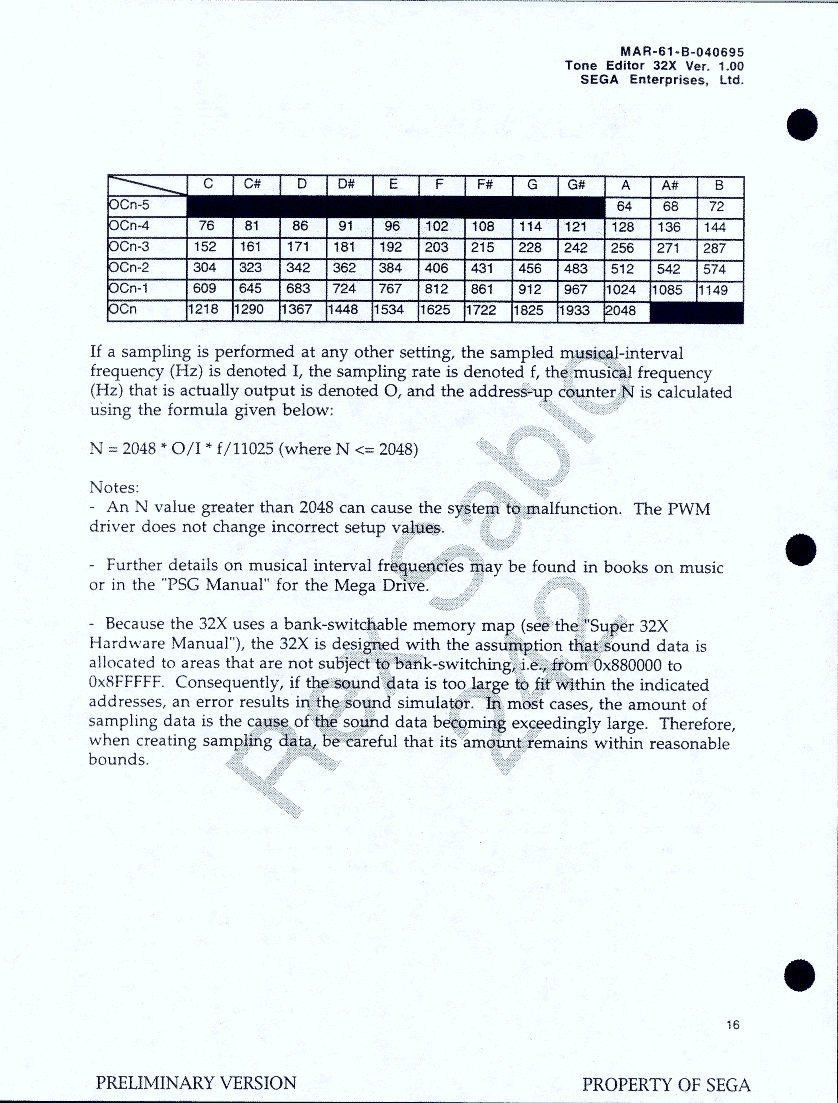 MAR-61-B-040695
Tone Editor 32X Ver. 1.00
SEGA Enterprises, Ltd.
C C# D D# E F F# G G# A A# B
OCn-5 64 68 72
OCn-4 76 81 86 91 96 102 108 114 121 128 136 144
OCn-3 152 161 171 181 192 203 215 228 242 256 271 287
OCn-2 304 323 342 362 384 406 431 456 483 512 542 574
OCn-1 609 645 683 724 767 812 861 912 967 1024 1085 1149
OCn 1218 1290 1367 1448 1534 1625 1722 1825 1933 2048
If a sampling is performed at any other setting, the sampled musical-interval
frequency (Hz) is denoted I, the sampling rate is denoted f, the musical frequency
(Hz) that is actually output is denoted O, and the address-up counter N is calculated
using the formula given below:
N = 2048 * O/I * f/11025 (where N <= 2048)
Notes:
- An N value greater than 2048 can cause the system to malfunction. The PWM
driver does not change incorrect setup values.
- Further details on musical interval frequencies may be found in books on music
or in the "PSG Manual" for the Mega Drive.
- Because the 32X uses a bank-switchable memory map (see the "Super 32X
Hardware Manual"), the 32X is designed with the assumption that sound data is
allocated to areas that are not subject to bank-switching, i.e., from 0x880000 to
0x8FFFFF. Consequently, if the sound data is too large to fit within the indicated
addresses, an error results in the sound simulator. In most cases, the amount of
sampling data is the cause of the sound data becoming exceedingly large. Therefore,
when creating sampling data, be careful that its amount remains within reasonable
bounds.
Rex Sabio
242
16
PRELIMINARY VERSION
PROPERTY OF SEGA